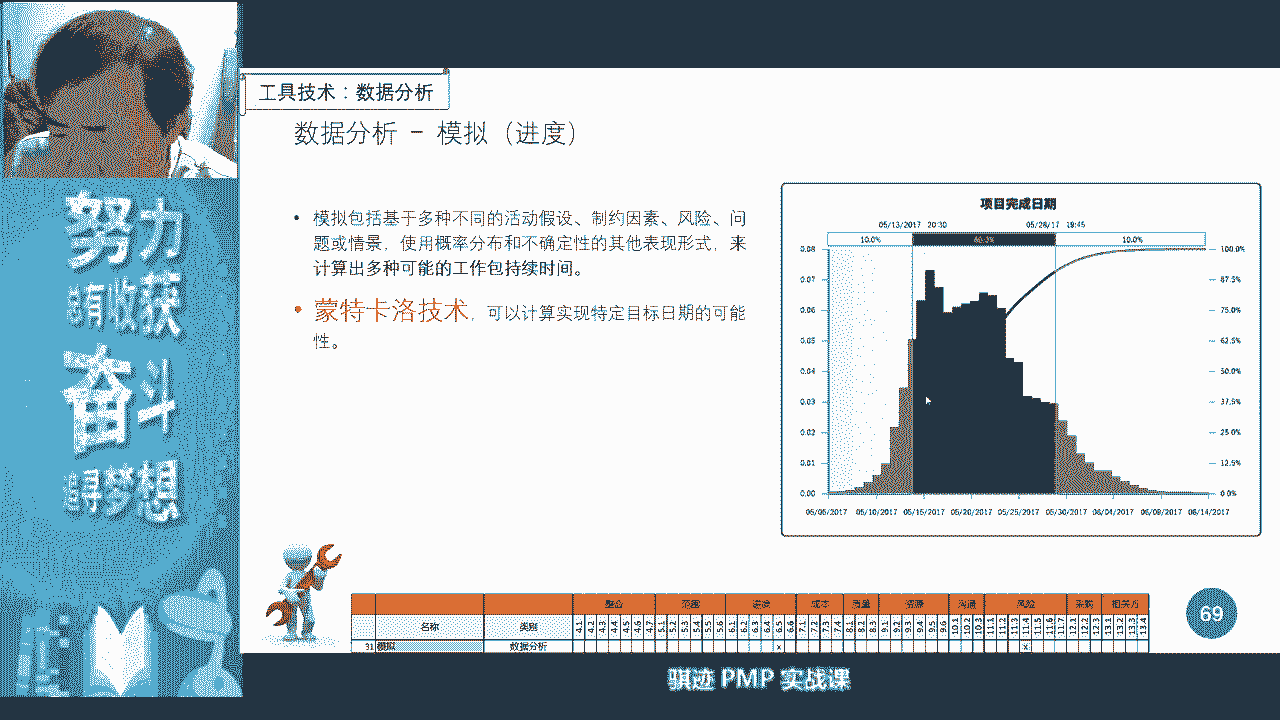 工具技术：数据分析
数据分析 - 模拟（进度）
努力
就有收获
奋斗
是寻梦想
• 模拟包括基于多种不同的活动假设、制约因素、风险、问
题或情景，使用概率分布和不确定性的其他表现形式，来
计算出多种可能的工作包持续时间。
• 蒙特卡洛技术，可以计算实现特定目标日期的可能
性。
项目完成日期
05/13/2017 20:30 05/28/17 19:45
10.0% 80.0% 10.0%
0.08 100.0%
0.07 87.5%
0.06 75.0%
0.05 62.5%
0.04 50.0%
0.03 37.5%
0.02 25.0%
0.01 12.5%
0.00 0.0%
05/05/2017 05/10/2017 05/15/2017 05/20/2017 05/25/2017 05/30/2017 06/04/2017 06/09/2017 06/14/2017
整合 范围 进度 成本 质量 资源 沟通 风险 采购 相关方
名称 类别 4.1 4.2 4.3 4.4 4.5 4.6 4.7 5.1 5.2 5.3 5.4 5.5 5.6 6.1 6.2 6.3 6.4 6.5 6.6 7.1 7.2 7.3 7.4 8.1 8.2 8.3 9.1 9.2 9.3 9.4 9.5 9.6 10.1 10.2 10.3 11.1 11.2 11.3 11.4 11.5 11.6 11.7 12.1 12.2 12.3 13.1 13.2 13.3 13.4
31 模拟 数据分析 x x
69
骐迹 PMP 实战课